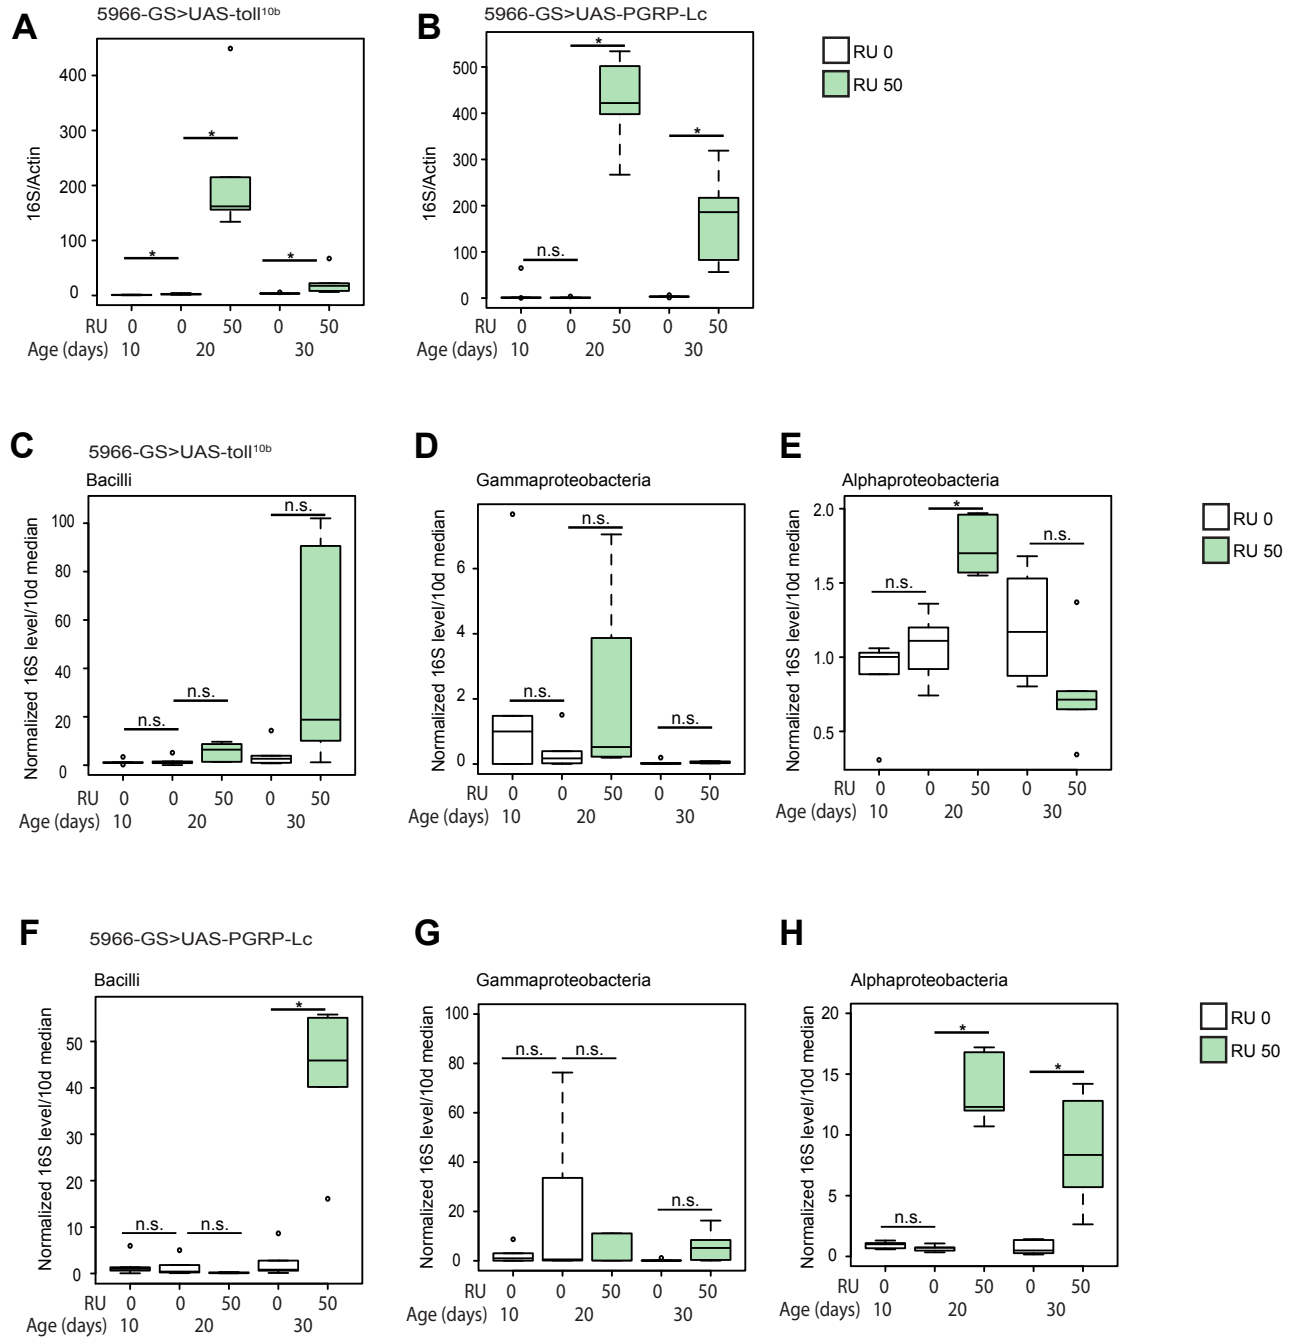 A
5966-GS>UAS-toll10b
16S/Actin
400
300
200
100
0
*
*
*
RU 0 0 50 0 50
Age (days) 10 20 30
B
5966-GS>UAS-PGRP-Lc
16S/Actin
500
400
300
200
100
0
n.s.
*
*
0 0 50 0 50
10 20 30
RU 0
RU 50
C
5966-GS>UAS-toll10b
Bacilli
Normalized 16S level/10d median
100
80
60
40
20
0
n.s.
n.s.
n.s.
RU 0 0 50 0 50
Age (days) 10 20 30
D
Gammaproteobacteria
Normalized 16S level/10d median
6
4
2
0
n.s.
n.s.
n.s.
RU 0 0 50 0 50
Age (days) 10 20 30
E
Alphaproteobacteria
Normalized 16S level/10d median
2.0
1.5
1.0
0.5
n.s.
*
n.s.
RU 0 0 50 0 50
Age (days) 10 20 30
RU 0
RU 50
F
5966-GS>UAS-PGRP-Lc
Bacilli
Normalized 16S level/10d median
50
40
30
20
10
0
n.s.
n.s.
*
RU 0 0 50 0 50
Age (days) 10 20 30
G
Gammaproteobacteria
Normalized 16S level/10d median
100
80
60
40
20
0
n.s.
n.s.
n.s.
RU 0 0 50 0 50
Age (days) 10 20 30
H
Alphaproteobacteria
Normalized 16S level/10d median
20
15
10
5
0
n.s.
*
*
RU 0 0 50 0 50
Age (days) 10 20 30
RU 0
RU 50